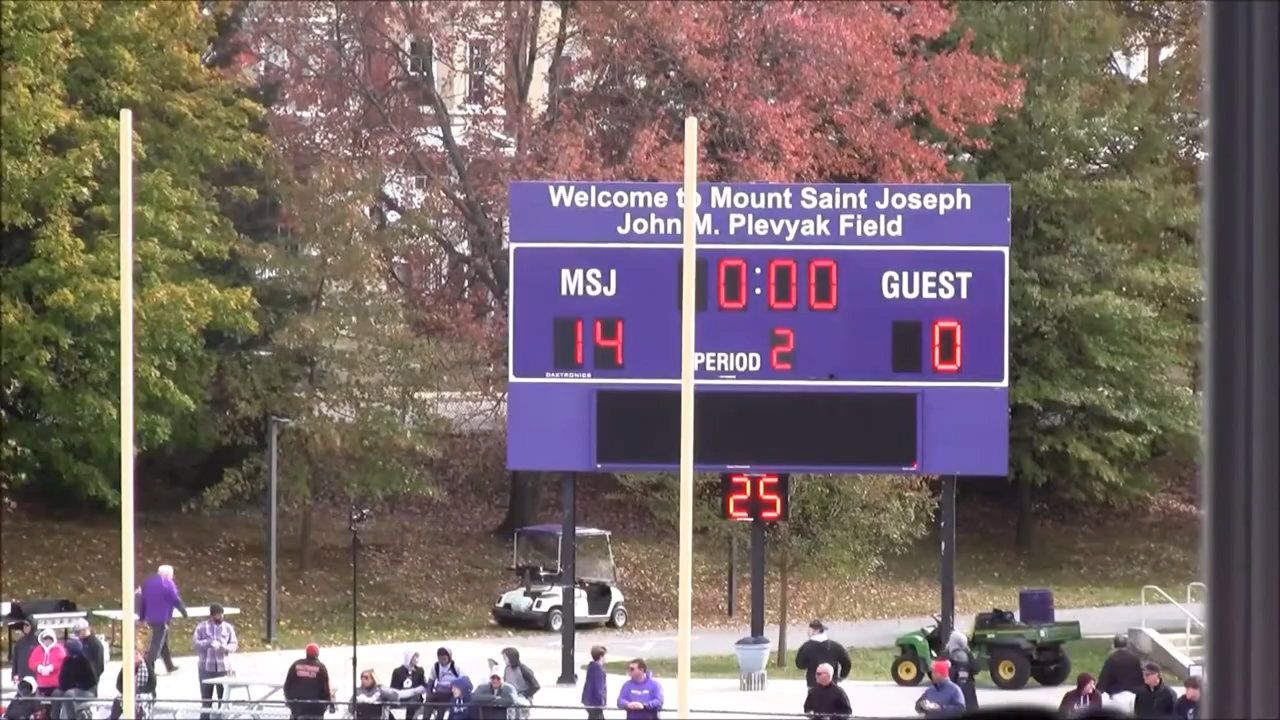 Welcome to Mount Saint Joseph
John M. Plevyak Field
MSJ 0:00 GUEST
14 PERIOD 2 0
DAKTRONICS
25